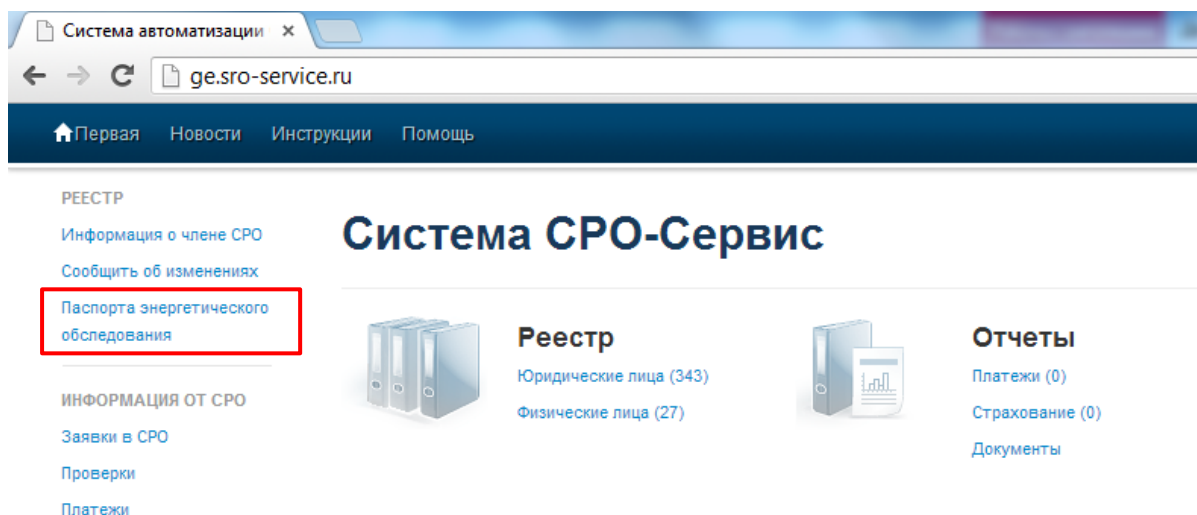 Система автоматизации
ge.sro-service.ru
Первая Новости Инструкции Помощь
РЕЕСТР
Информация о члене СРО
Сообщить об изменениях
Паспорта энергетического
обследования
ИНФОРМАЦИЯ ОТ СРО
Заявки в СРО
Проверки
Платежи
Система СРО-Сервис
Реестр
Юридические лица (343)
Физические лица (27)
Отчеты
Платежи (0)
Страхование (0)
Документы